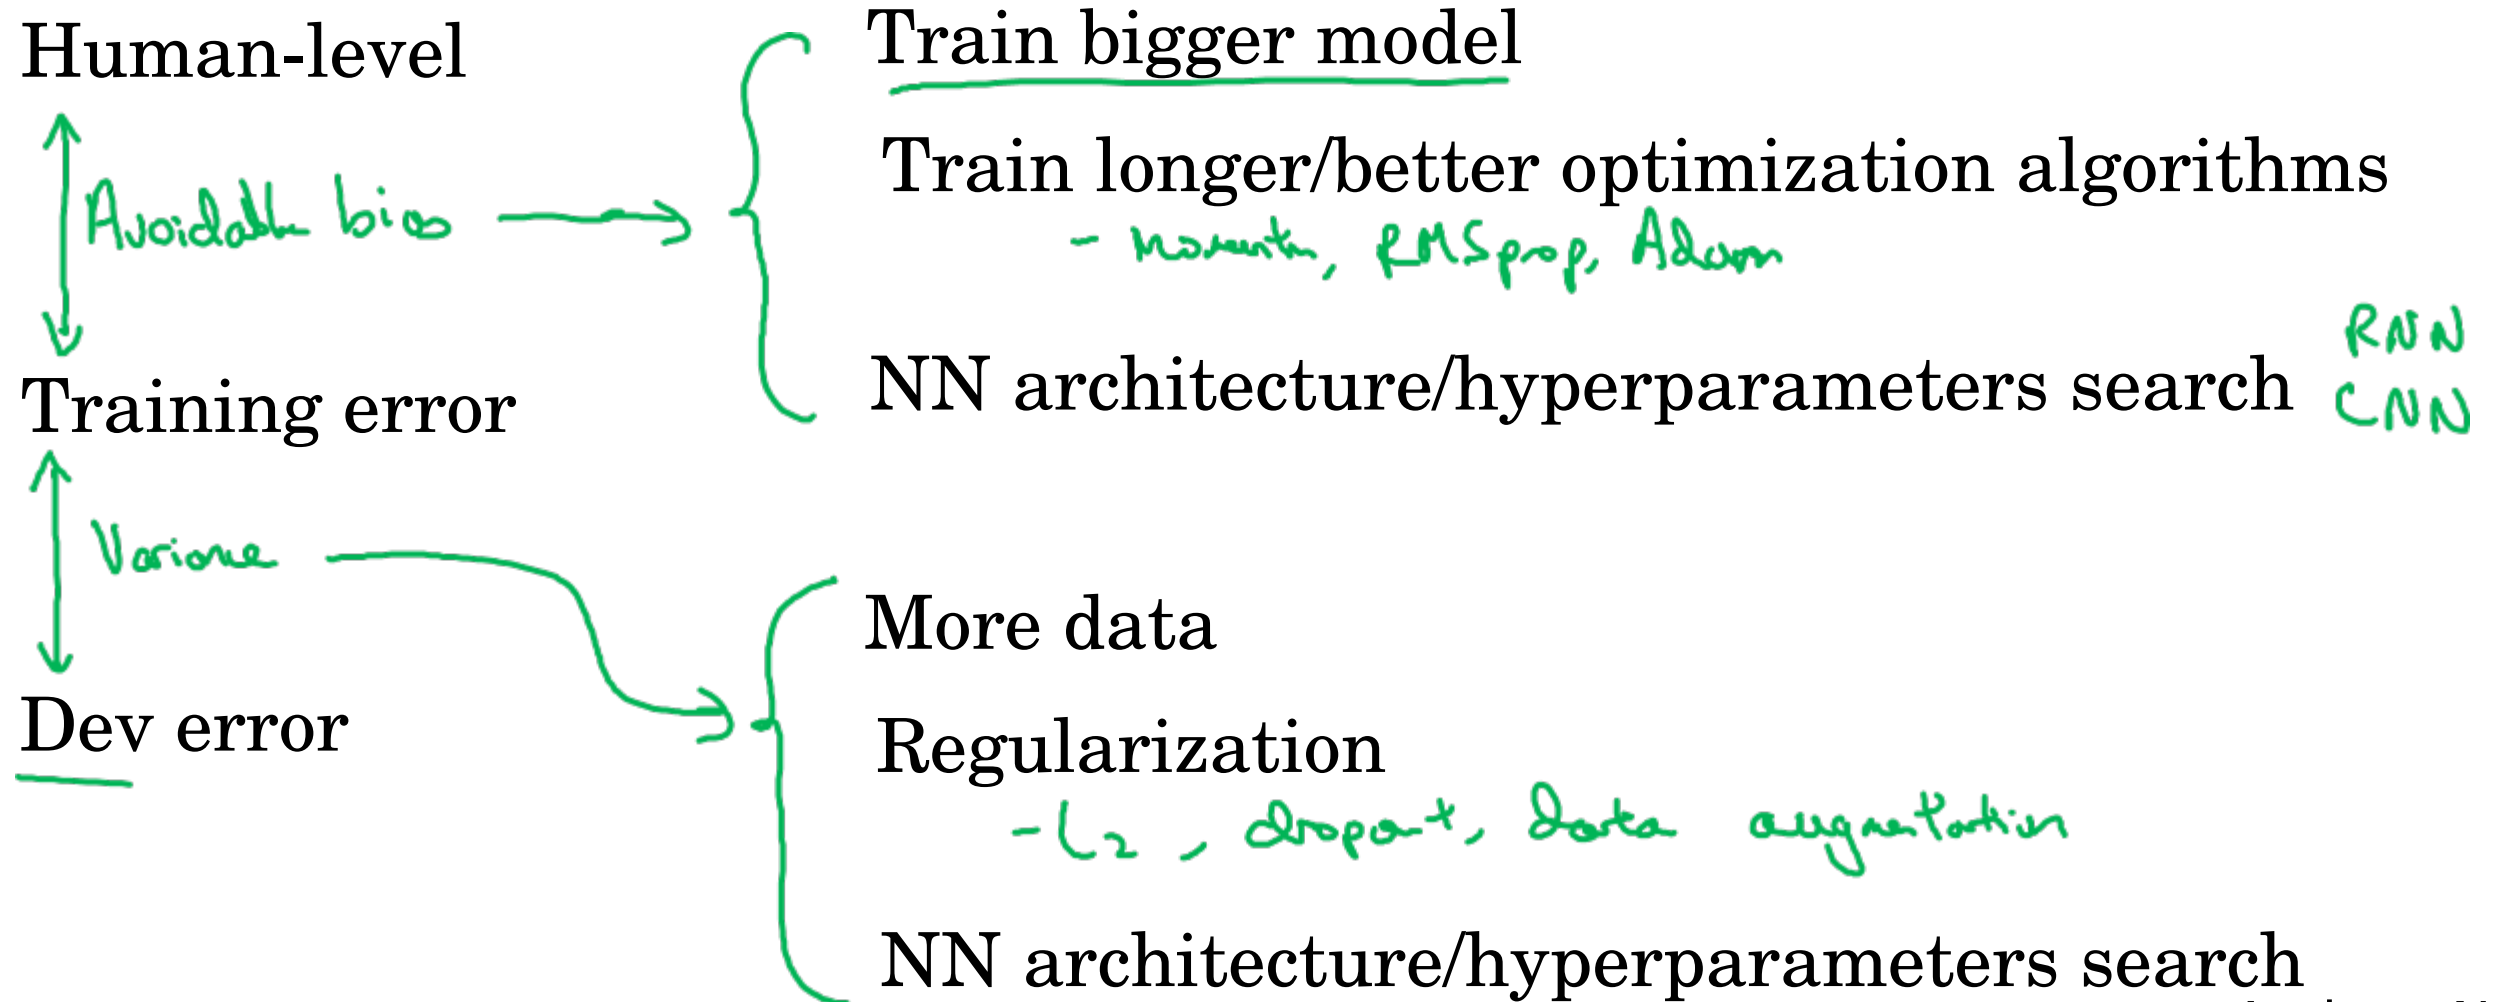 Human-level
Train bigger model
Train longer/better optimization algorithms
Avoidable bias
- momentum, RMSprop, Adam
RNN
Training error
NN architecture/hyperparameters search
CNN
Variance
More data
Dev error
Regularization
- L2, dropout, data augmentation
NN architecture/hyperparameters search